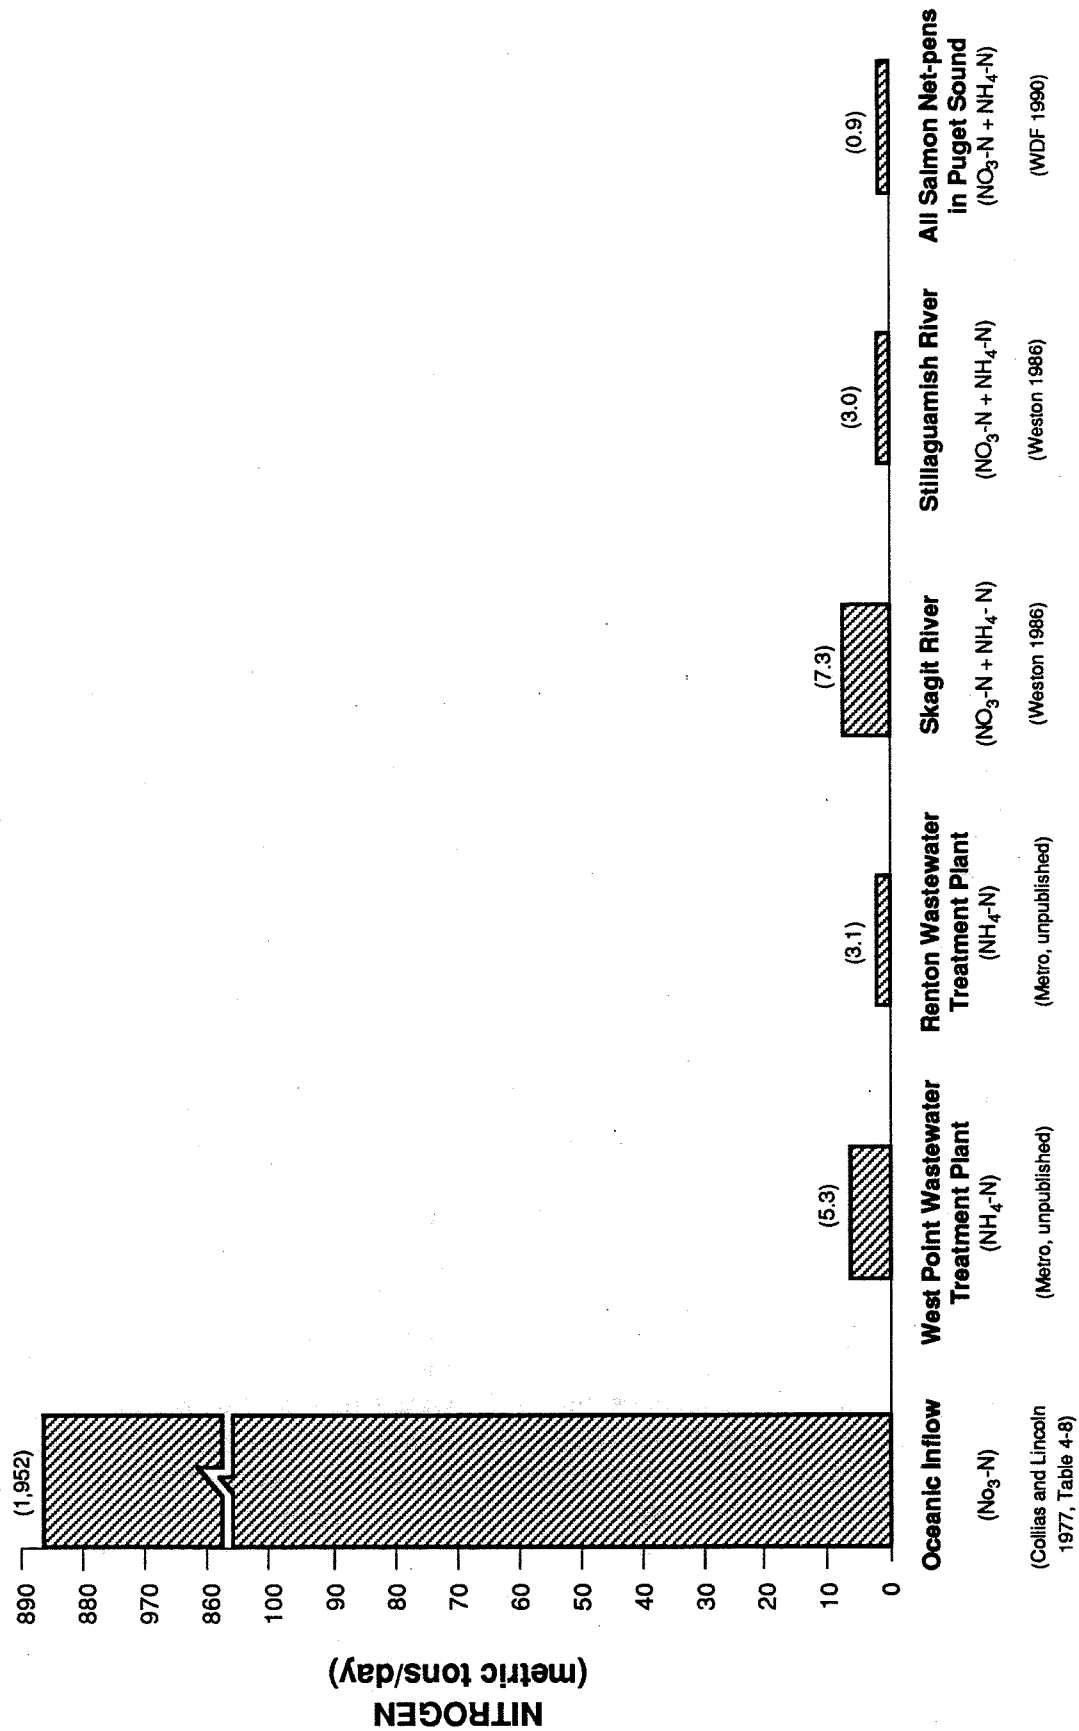 NITROGEN
(metric tons/day)
890
880
970
860
100
90
80
70
60
50
40
30
20
10
0
(1,952)
(5.3)
(3.1)
(7.3)
(3.0)
(0.9)
Oceanic Inflow
(No₃-N)
(Collias and Lincoln
1977, Table 4-8)
West Point Wastewater
Treatment Plant
(NH₄-N)
(Metro, unpublished)
Renton Wastewater
Treatment Plant
(NH₄-N)
(Metro, unpublished)
Skagit River
(NO₃-N + NH₄-N)
(Weston 1986)
Stillaguamish River
(NO₃-N + NH₄-N)
(Weston 1986)
All Salmon Net-pens
in Puget Sound
(NO₃-N + NH₄-N)
(WDF 1990)